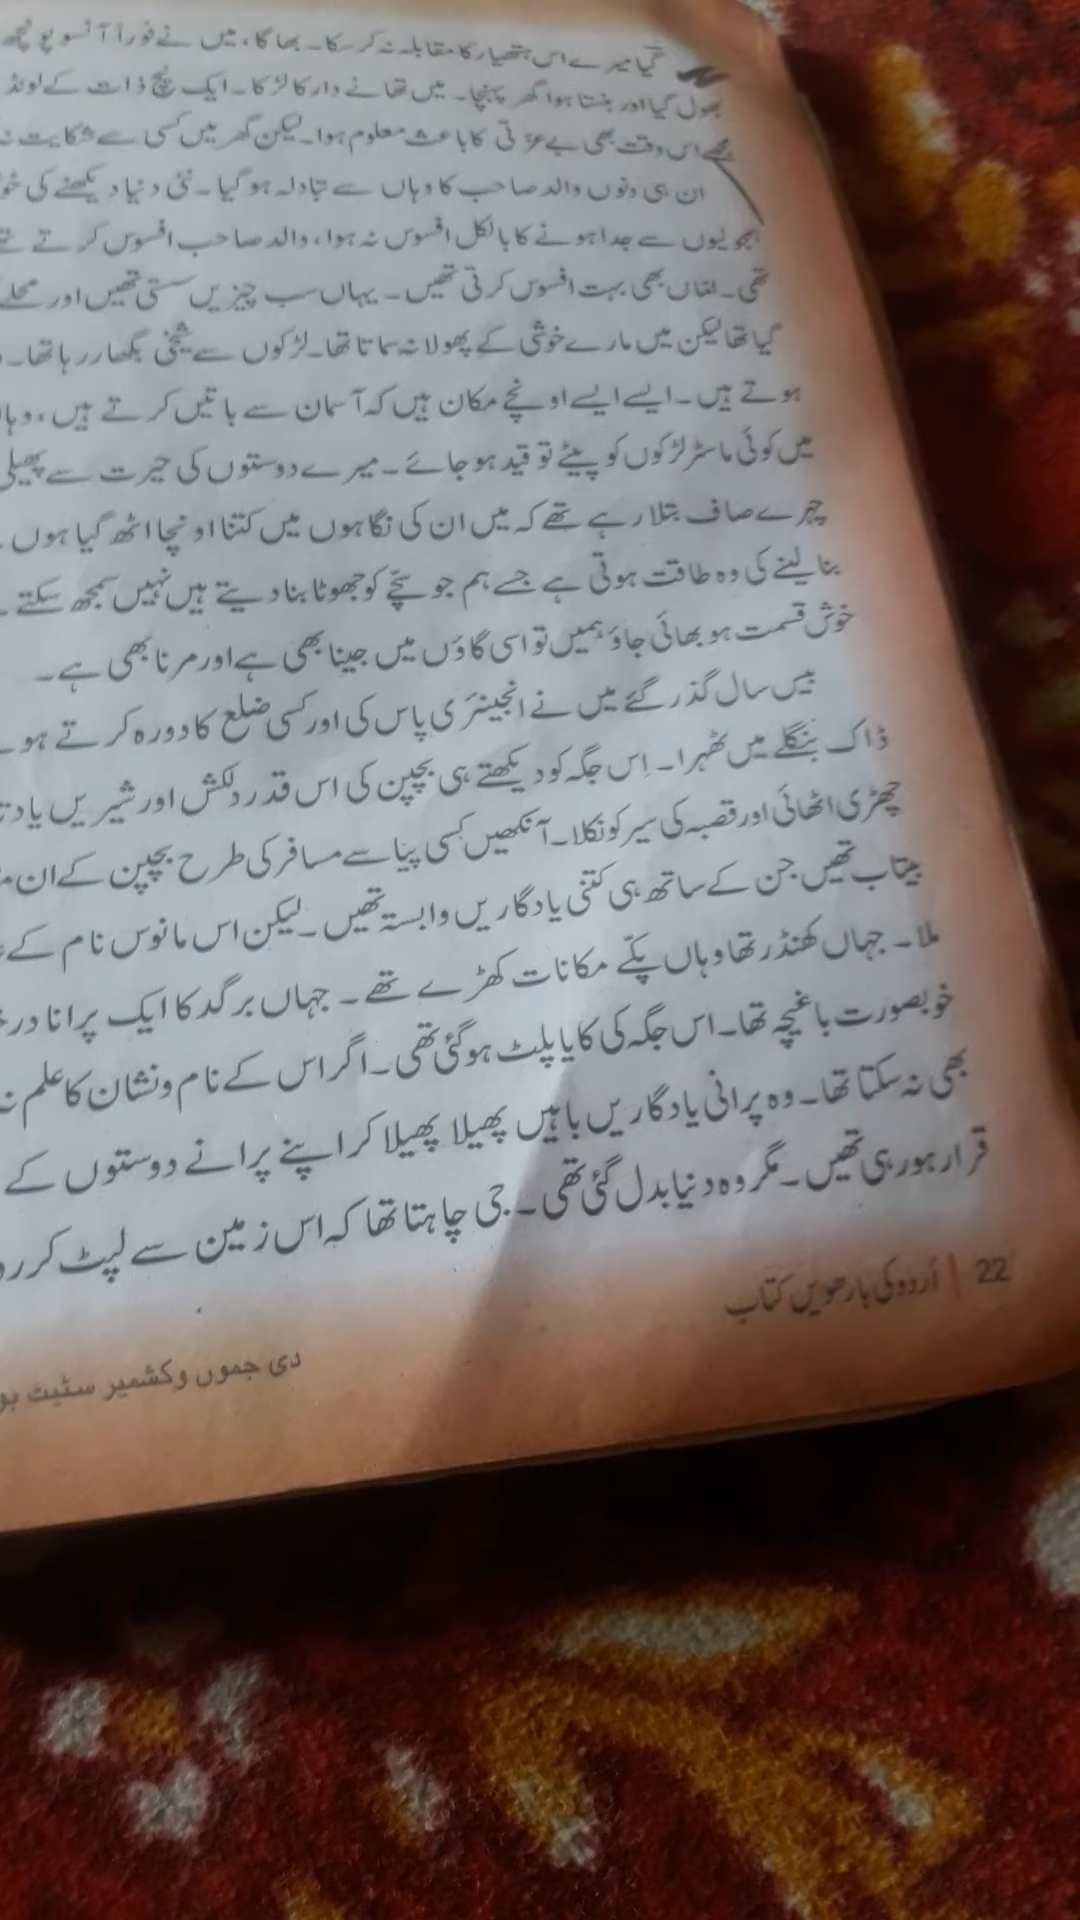 گیا میرے اس ہتھیار کا مقابلہ نہ کر سکا۔ بھاگا، میں نے فوراً آنسو پونچھ
بھول گیا اور ہنستا ہوا گھر پہنچا۔ میں تھانے دار کا لڑکا۔ ایک نیچ ذات کے لونڈ
مجھے اس وقت بھی بے عزتی کا باعث معلوم ہوا۔ لیکن گھر میں کسی سے شکایت نہ
ان ہی دنوں والد صاحب کا وہاں سے تبادلہ ہو گیا۔ نئی دنیا دیکھنے کی خو
ہمجولیوں سے جدا ہونے کا بالکل افسوس نہ ہوا، والد صاحب افسوس کرتے تھے
تھی۔ امّاں بھی بہت افسوس کرتی تھیں۔ یہاں سب چیزیں سستی تھیں اور محلے
گیا تھا لیکن میں مارے خوشی کے پھولا نہ سماتا تھا۔ لڑکوں سے شیخی بگھار رہا تھا۔
ہوتے ہیں۔ ایسے ایسے اونچے مکان ہیں کہ آسمان سے باتیں کرتے ہیں، وہا
میں کوئی ماسٹر لڑکوں کو پیٹے تو قید ہو جائے۔ میرے دوستوں کی حیرت سے پھیلی
چہرے صاف بتلا رہے تھے کہ میں ان کی نگاہوں میں کتنا اونچا اٹھ گیا ہوں۔
بنا لینے کی وہ طاقت ہوتی ہے جسے ہم جو سچّے کو جھوٹا بنا دیتے ہیں نہیں سمجھ سکتے۔
خوش قسمت ہو بھائی جاؤ ہمیں تو اسی گاؤں میں جینا بھی ہے اور مرنا بھی ہے۔
بیس سال گذر گئے میں نے انجینئری پاس کی اور کسی ضلع کا دورہ کرتے ہو
ڈاک بنگلے میں ٹھہرا۔ اِس جگہ کو دیکھتے ہی بچپن کی اس قدر دلکش اور شیریں یاد
چھڑی اٹھائی اور قصبہ کی سیر کو نکلا۔ آنکھیں کسی پیاسے مسافر کی طرح بچپن کے ان
بیتاب تھیں جن کے ساتھ ہی کتنی یادگاریں وابستہ تھیں۔ لیکن اس مانوس نام کے
ملا۔ جہاں کھنڈر تھا وہاں پکّے مکانات کھڑے تھے۔ جہاں برگد کا ایک پرانا در
خوبصورت باغیچہ تھا۔ اس جگہ کی کایا پلٹ ہو گئی تھی۔ اگر اس کے نام و نشان کا علم نہ
بھی نہ سکتا تھا۔ وہ پرانی یادگاریں باہیں پھیلا پھیلا کر اپنے پرانے دوستوں کے
قرار ہو رہی تھیں۔ مگر وہ دنیا بدل گئی تھی۔ جی چاہتا تھا کہ اس زمین سے لپٹ کر رو
22 | اُردو کی بارھویں کتاب
دی جموں و کشمیر سٹیٹ بو